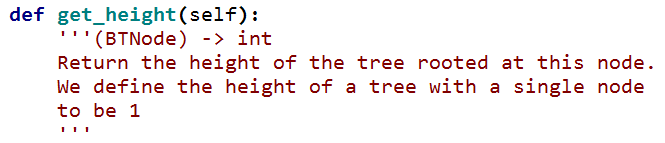 def get_height(self):
    '''(BTNode) -> int
    Return the height of the tree rooted at this node.
    We define the height of a tree with a single node
    to be 1
    '''